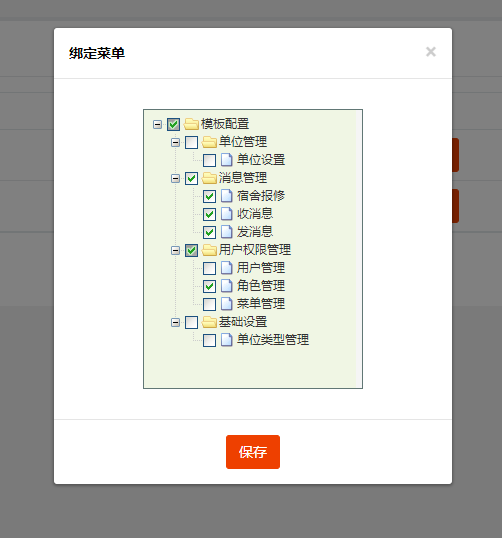 绑定菜单
×
模板配置
单位管理
单位设置
消息管理
宿舍报修
收消息
发消息
用户权限管理
用户管理
角色管理
菜单管理
基础设置
单位类型管理
保存